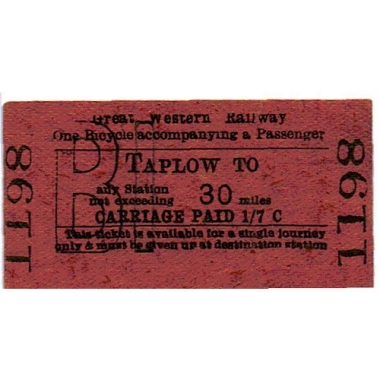 Great Western Railway
One Bicycle accompanying a Passenger
TAPLOW TO
any Station
not exceeding 30 miles
CARRIAGE PAID 1/7 C
This ticket is available for a single journey
only & must be given up at destination station
1198
1198